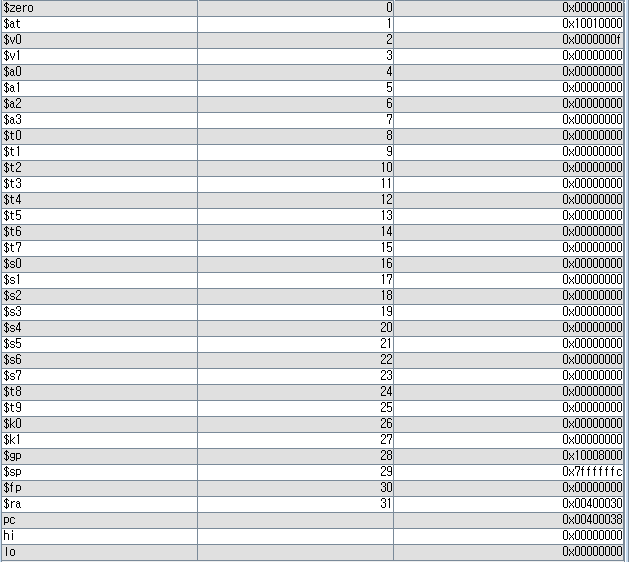 $zero 0 0x00000000
$at 1 0x10010000
$v0 2 0x0000000f
$v1 3 0x00000000
$a0 4 0x00000000
$a1 5 0x00000000
$a2 6 0x00000000
$a3 7 0x00000000
$t0 8 0x00000000
$t1 9 0x00000000
$t2 10 0x00000000
$t3 11 0x00000000
$t4 12 0x00000000
$t5 13 0x00000000
$t6 14 0x00000000
$t7 15 0x00000000
$s0 16 0x00000000
$s1 17 0x00000000
$s2 18 0x00000000
$s3 19 0x00000000
$s4 20 0x00000000
$s5 21 0x00000000
$s6 22 0x00000000
$s7 23 0x00000000
$t8 24 0x00000000
$t9 25 0x00000000
$k0 26 0x00000000
$k1 27 0x00000000
$gp 28 0x10008000
$sp 29 0x7ffffffc
$fp 30 0x00000000
$ra 31 0x00400030
pc 0x00400038
hi 0x00000000
lo 0x00000000